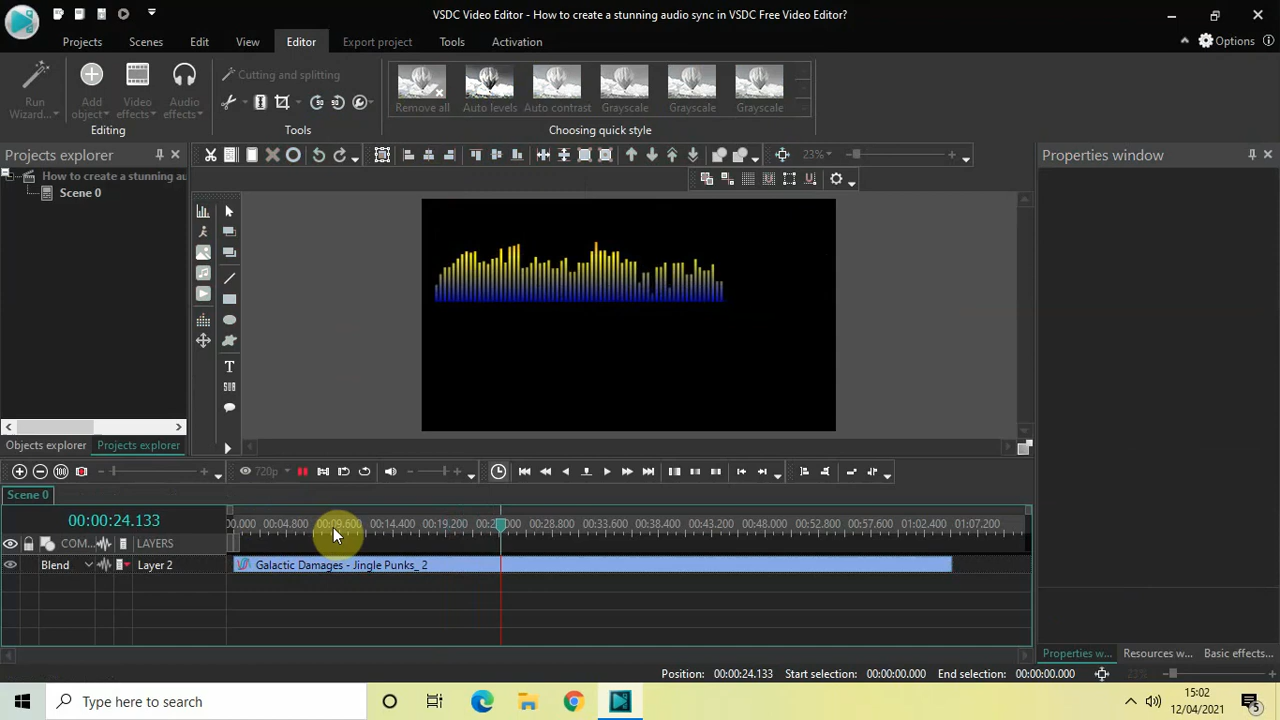 VSDC Video Editor - How to create a stunning audio sync in VSDC Free Video Editor?
Projects Scenes Edit View Editor Export project Tools Activation
Options
Run Wizard...
Add object
Video effects
Audio effects
Editing
Cutting and splitting
Tools
Remove all Auto levels Auto contrast Grayscale Grayscale Grayscale
Choosing quick style
Projects explorer
23%
Properties window
How to create a stunning au
Scene 0
T
SUB
Objects explorer Projects explorer
720p
Scene 0
00:00:24.133
00:04.800 00:09.600 00:14.400 00:19.200 00:28.800 00:33.600 00:38.400 00:43.200 00:48.000 00:52.800 00:57.600 01:02.400 01:07.200
COM... LAYERS
Blend Layer 2 Galactic Damages - Jingle Punks_ 2
Properties w... Resources w... Basic effects...
Position: 00:00:24.133 Start selection: 00:00:00.000 End selection: 00:00:00.000 23%
Type here to search
15:02
12/04/2021
5